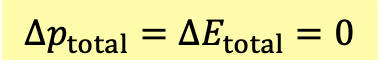 Δp_total = ΔE_total = 0